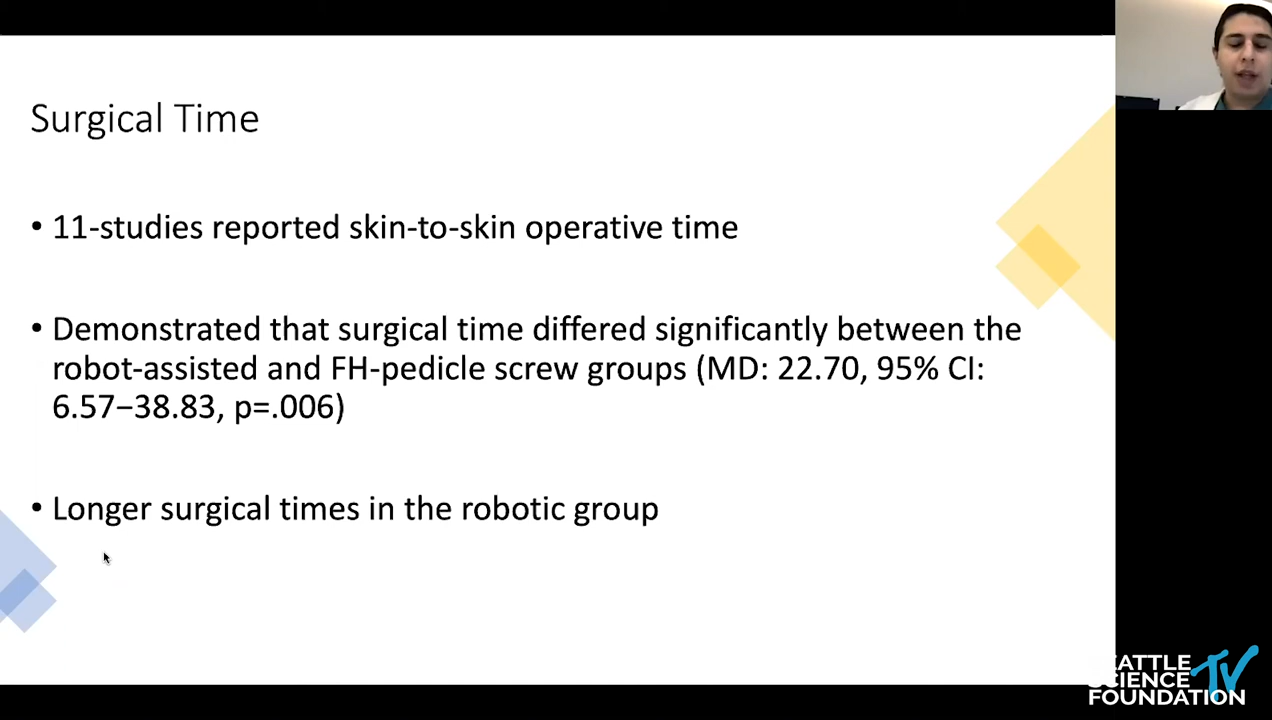 Surgical Time
• 11-studies reported skin-to-skin operative time
• Demonstrated that surgical time differed significantly between the
robot-assisted and FH-pedicle screw groups (MD: 22.70, 95% CI:
6.57–38.83, p=.006)
• Longer surgical times in the robotic group
SEATTLE
SCIENCE
FOUNDATION
TV